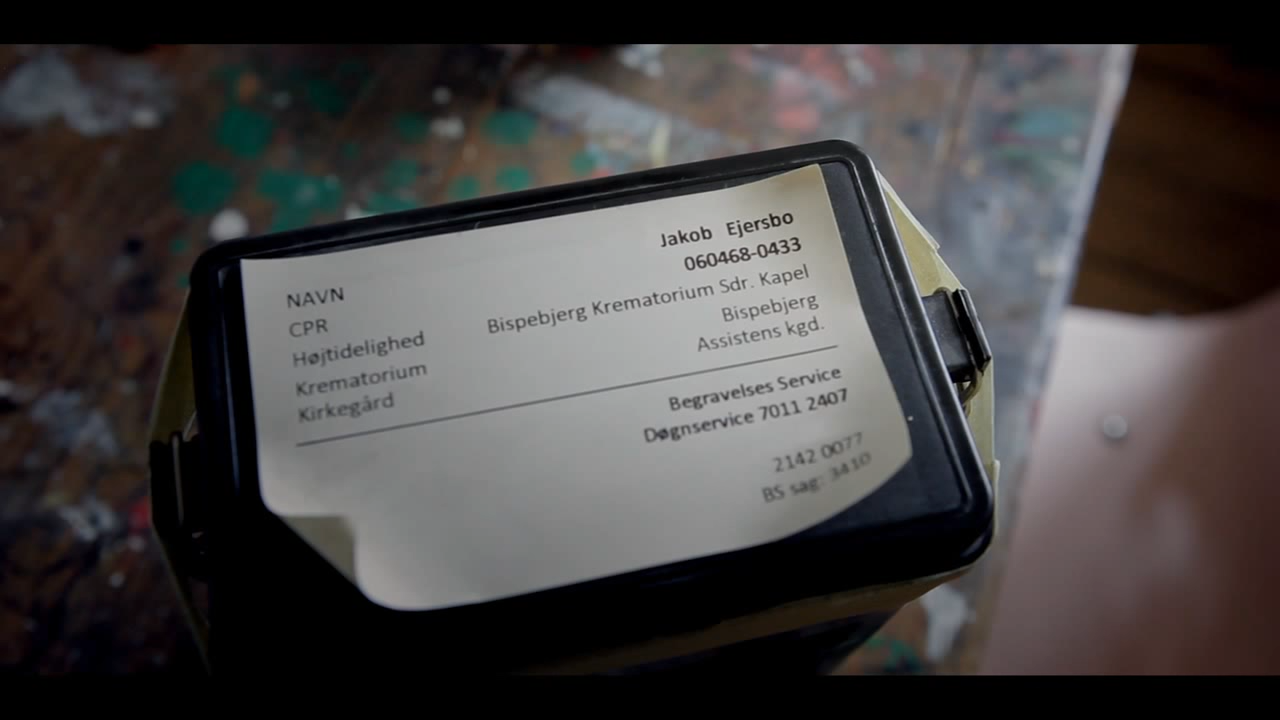 NAVN Jakob Ejersbo
CPR 060468-0433
Højtidelighed Bispebjerg Krematorium Sdr. Kapel
Krematorium Bispebjerg
Kirkegård Assistens kgd.
Begravelses Service
Døgnservice 7011 2407
2142 0077
BS sag: 3410